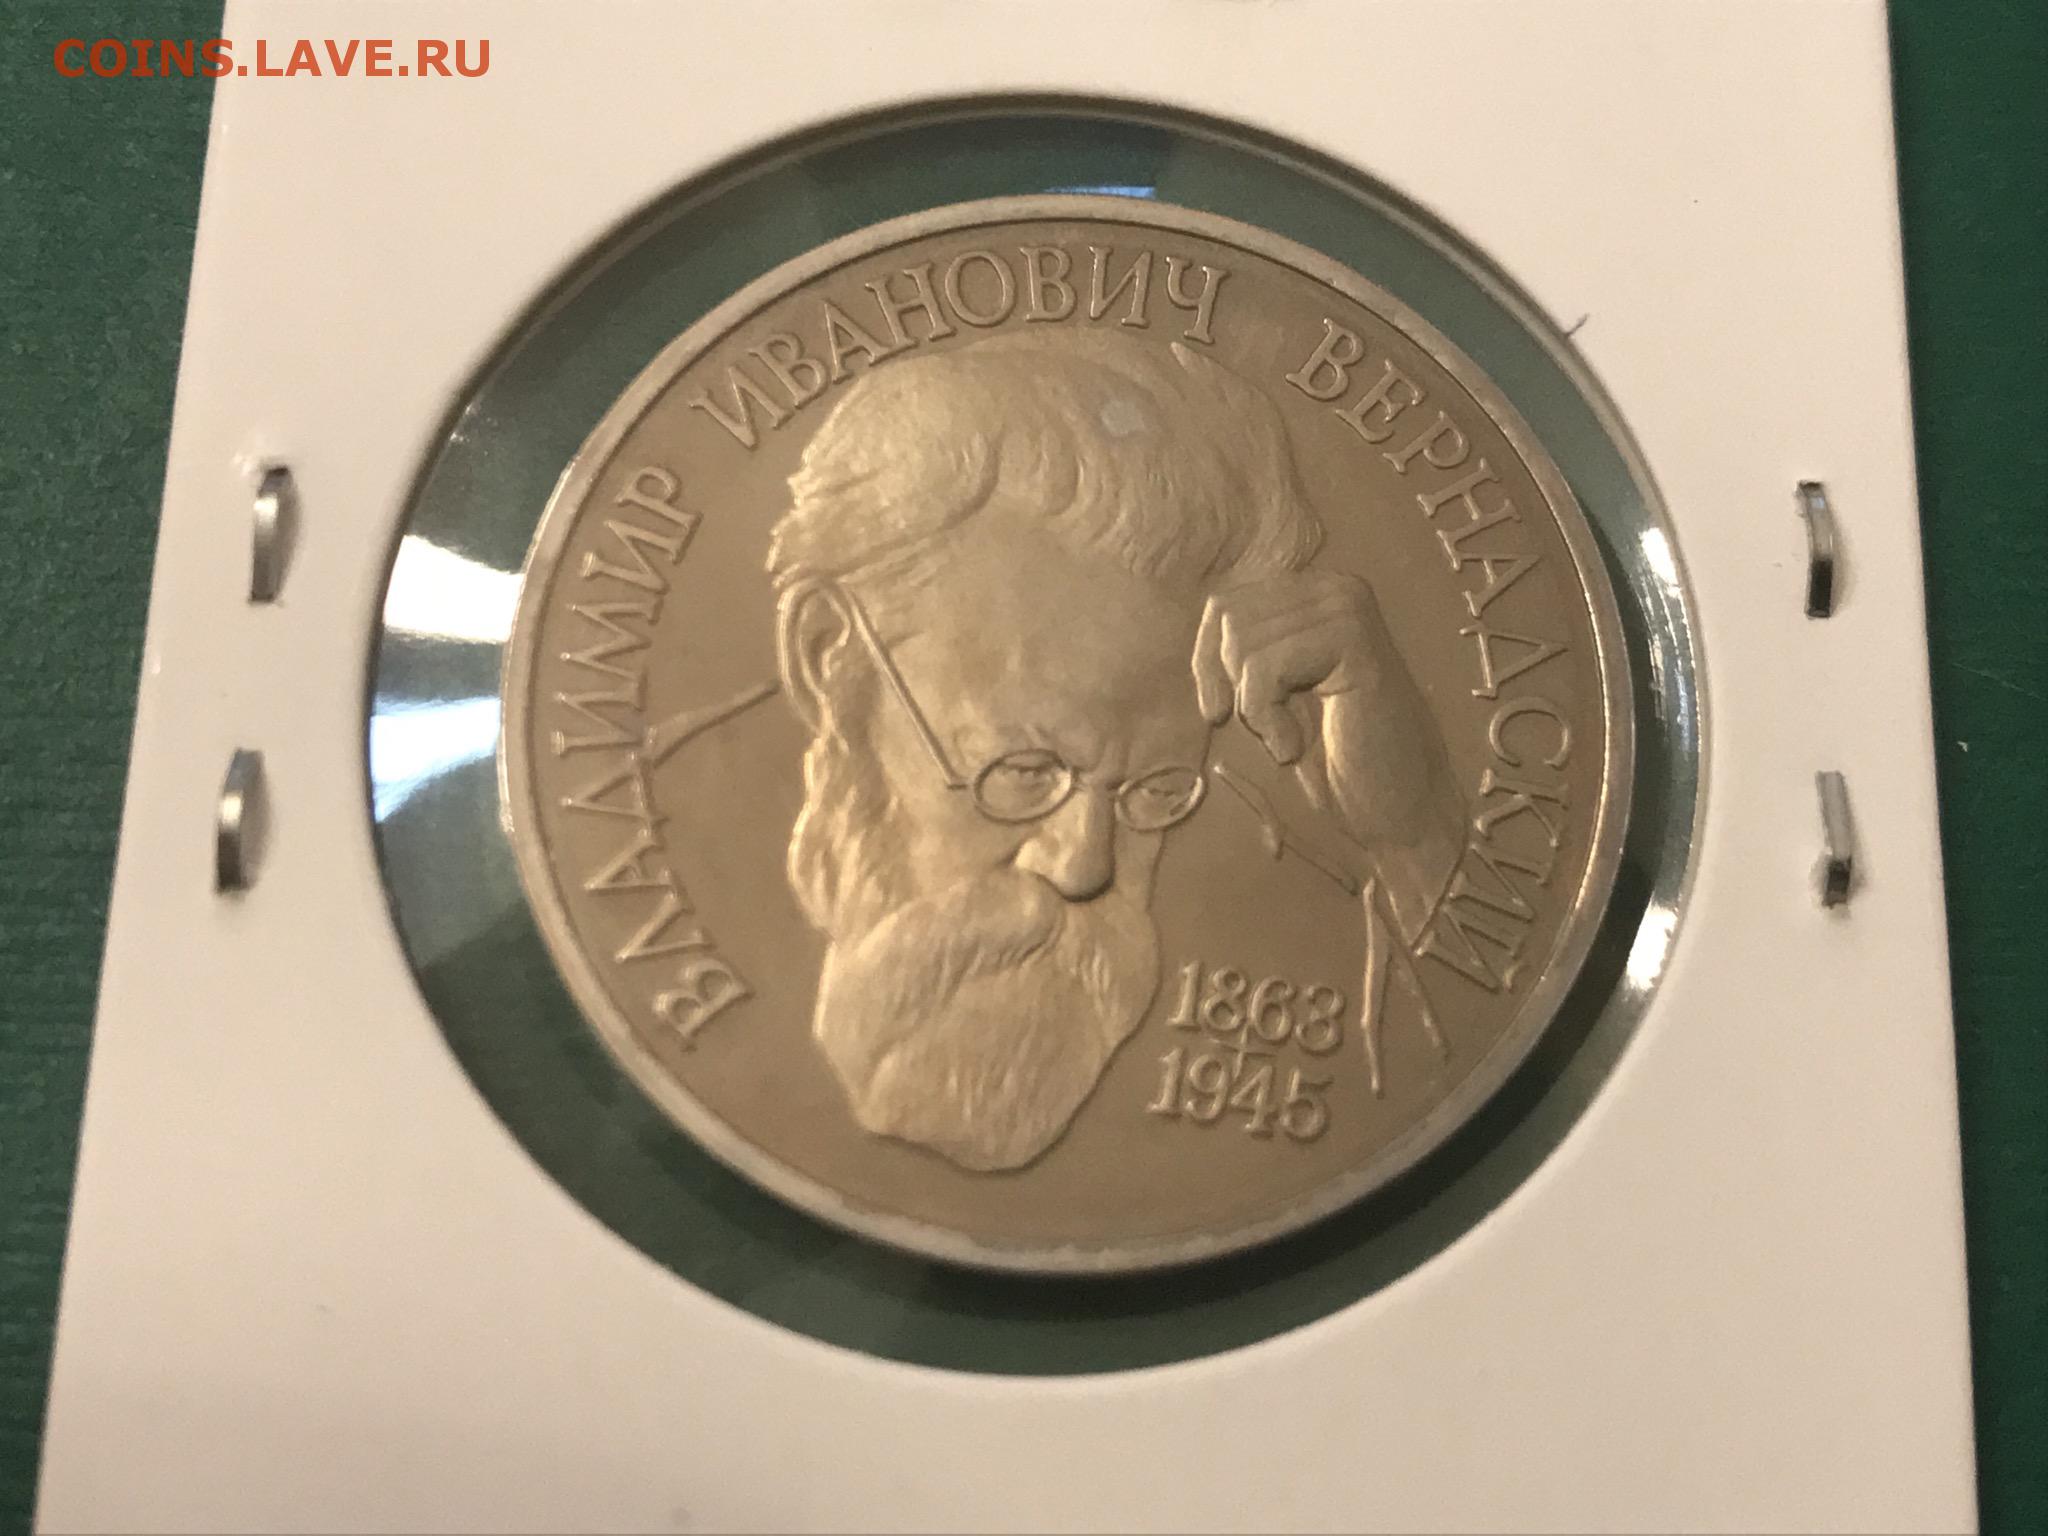 COINS.LAVE.RU
ВЛАДИМИР ИВАНОВИЧ ВЕРНАДСКИЙ
1863
1945